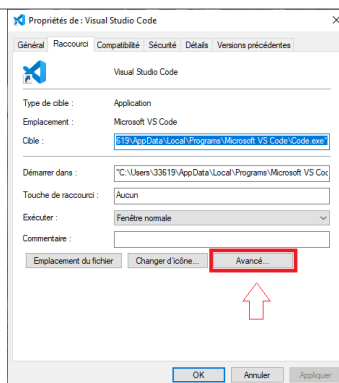 Propriétés de : Visual Studio Code
Général Raccourci Compatibilité Sécurité Détails Versions précédentes
Visual Studio Code
Type de cible : Application
Emplacement : Microsoft VS Code
Cible : 619\AppData\Local\Programs\Microsoft VS Code\Code.exe"
Démarrer dans : "C:\Users\33619\AppData\Local\Programs\Microsoft VS Coc
Touche de raccourci : Aucun
Exécuter : Fenêtre normale
Commentaire :
Emplacement du fichier Changer d'icône... Avancé...
OK Annuler Appliquer